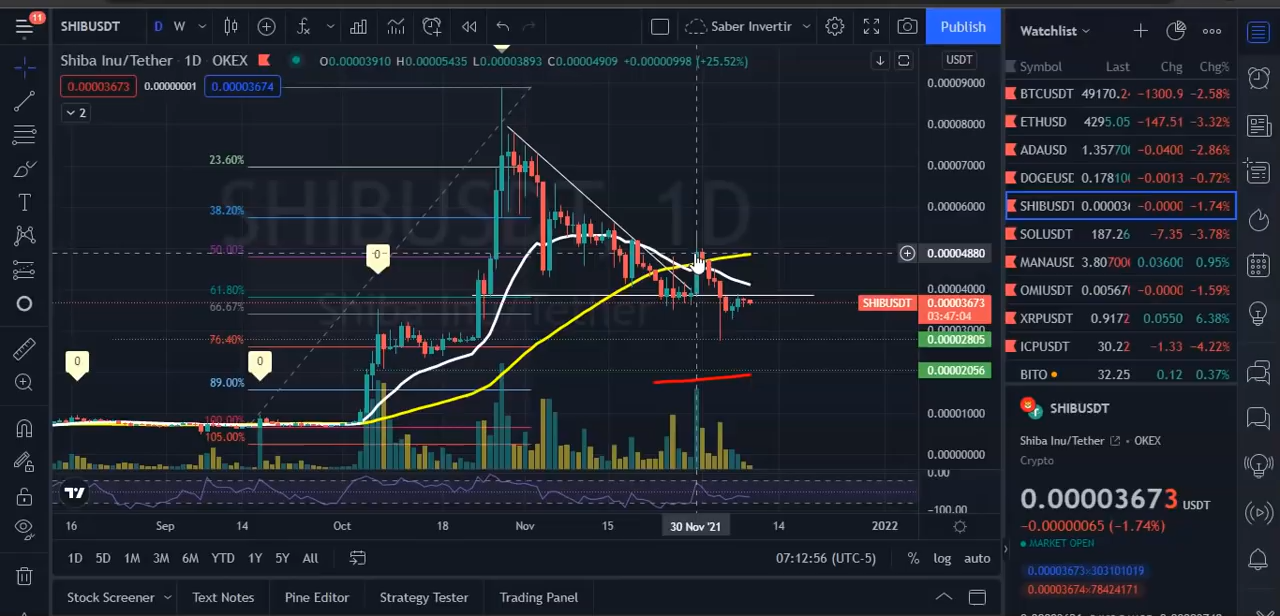 11
SHIBUSDT D W Saber Invertir Publish
Shiba Inu/Tether · 1D · OKEX O0.00003910 H0.00005435 L0.00003893 C0.00004909 +0.00000998 (+25.52%)
0.00003673 0.00000001 0.00003674
2
USDT
0.00009000
0.00008000
0.00007000
0.00006000
0.00004880
0.00004000
SHIBUSDT 0.00003673
03:47:04
0.00003000
0.00002805
0.00002056
0.00001000
0.00000000
0.00
-100.00
23.60%
38.20%
50.00%
61.80%
66.67%
76.40%
89.00%
100.00%
105.00%
0
0
0
SHIBUSDT, 1D
Shiba Inu/Tether
16 Sep 14 Oct 18 Nov 15 30 Nov '21 14 2022
1D 5D 1M 3M 6M YTD 1Y 5Y All 07:12:56 (UTC-5) % log auto
Stock Screener Text Notes Pine Editor Strategy Tester Trading Panel
Watchlist
Symbol Last Chg Chg%
BTCUSDT 49170.2 −1300.9 −2.58%
ETHUSD 4295.05 −147.51 −3.32%
ADAUSD 1.35770 −0.0400 −2.86%
DOGEUSD 0.17810 −0.0013 −0.72%
SHIBUSDT 0.00003 −0.0000 −1.74%
SOLUSDT 187.26 −7.35 −3.78%
MANAUSD 3.80700 0.03600 0.95%
OMIUSDT 0.00567 −0.0000 −1.59%
XRPUSDT 0.9172 0.0550 6.38%
ICPUSDT 30.22 −1.33 −4.22%
BITO 32.25 0.12 0.37%
SHIBUSDT
Shiba Inu/Tether · OKEX
Crypto
0.00003673 USDT
−0.00000065 (−1.74%)
MARKET OPEN
0.00003673×303101019
0.00003674×78424171